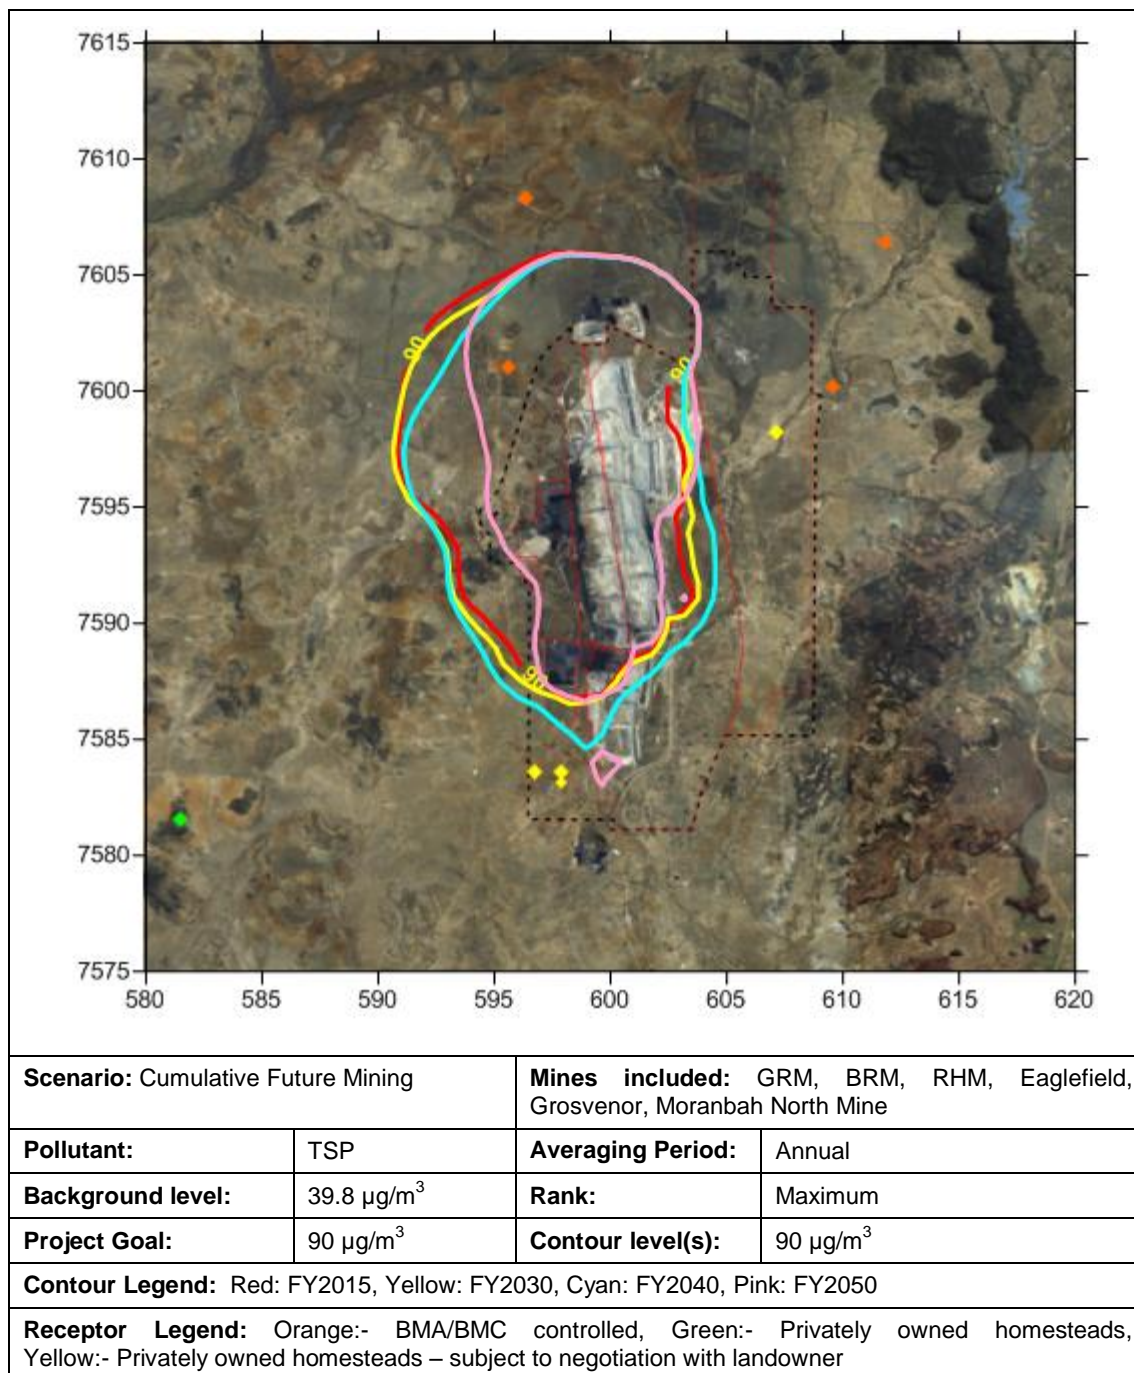 7615
7610
7605
7600
7595
7590
7585
7580
7575
580 585 590 595 600 605 610 615 620
90
90
90
Scenario: Cumulative Future Mining
Mines included: GRM, BRM, RHM, Eaglefield,
Grosvenor, Moranbah North Mine
Pollutant: TSP Averaging Period: Annual
Background level: 39.8 µg/m³ Rank: Maximum
Project Goal: 90 µg/m³ Contour level(s): 90 µg/m³
Contour Legend: Red: FY2015, Yellow: FY2030, Cyan: FY2040, Pink: FY2050
Receptor Legend: Orange:- BMA/BMC controlled, Green:- Privately owned homesteads,
Yellow:- Privately owned homesteads – subject to negotiation with landowner